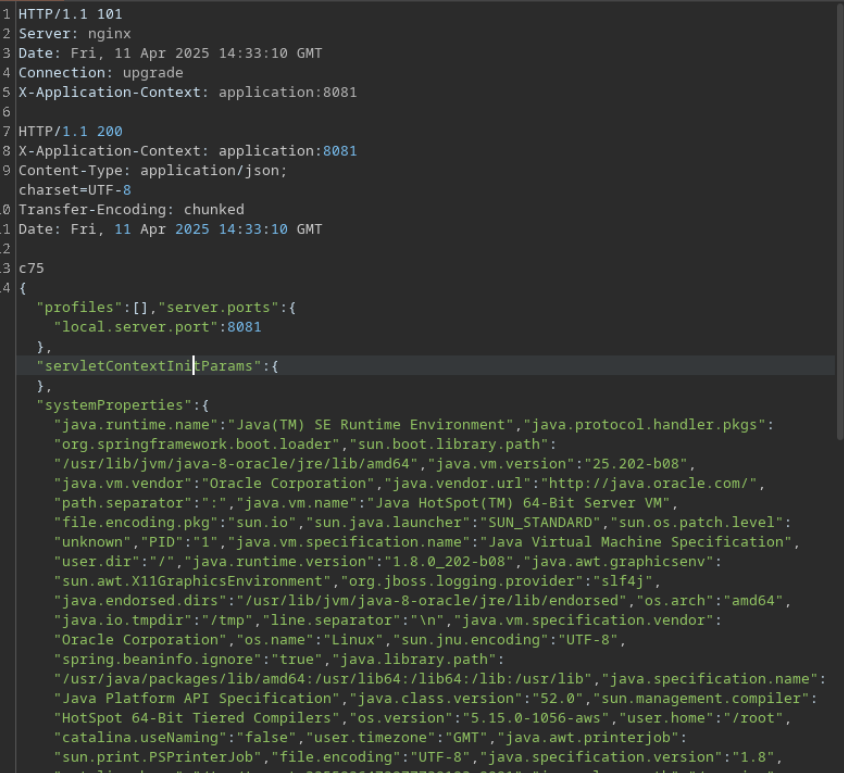 1 HTTP/1.1 101
2 Server: nginx
3 Date: Fri, 11 Apr 2025 14:33:10 GMT
4 Connection: upgrade
5 X-Application-Context: application:8081
6
7 HTTP/1.1 200
8 X-Application-Context: application:8081
9 Content-Type: application/json;
charset=UTF-8
0 Transfer-Encoding: chunked
1 Date: Fri, 11 Apr 2025 14:33:10 GMT
2
3 c75
4 {
"profiles":[],"server.ports":{
"local.server.port":8081
},
"servletContextInitParams":{
},
"systemProperties":{
"java.runtime.name":"Java(TM) SE Runtime Environment","java.protocol.handler.pkgs":
"org.springframework.boot.loader","sun.boot.library.path":
"/usr/lib/jvm/java-8-oracle/jre/lib/amd64","java.vm.version":"25.202-b08",
"java.vm.vendor":"Oracle Corporation","java.vendor.url":"http://java.oracle.com/",
"path.separator":":","java.vm.name":"Java HotSpot(TM) 64-Bit Server VM",
"file.encoding.pkg":"sun.io","sun.java.launcher":"SUN_STANDARD","sun.os.patch.level":
"unknown","PID":"1","java.vm.specification.name":"Java Virtual Machine Specification",
"user.dir":"/","java.runtime.version":"1.8.0_202-b08","java.awt.graphicsenv":
"sun.awt.X11GraphicsEnvironment","org.jboss.logging.provider":"slf4j",
"java.endorsed.dirs":"/usr/lib/jvm/java-8-oracle/jre/lib/endorsed","os.arch":"amd64",
"java.io.tmpdir":"/tmp","line.separator":"\n","java.vm.specification.vendor":
"Oracle Corporation","os.name":"Linux","sun.jnu.encoding":"UTF-8",
"spring.beaninfo.ignore":"true","java.library.path":
"/usr/java/packages/lib/amd64:/usr/lib64:/lib64:/lib:/usr/lib","java.specification.name":
"Java Platform API Specification","java.class.version":"52.0","sun.management.compiler":
"HotSpot 64-Bit Tiered Compilers","os.version":"5.15.0-1056-aws","user.home":"/root",
"catalina.useNaming":"false","user.timezone":"GMT","java.awt.printerjob":
"sun.print.PSPrinterJob","file.encoding":"UTF-8","java.specification.version":"1.8",